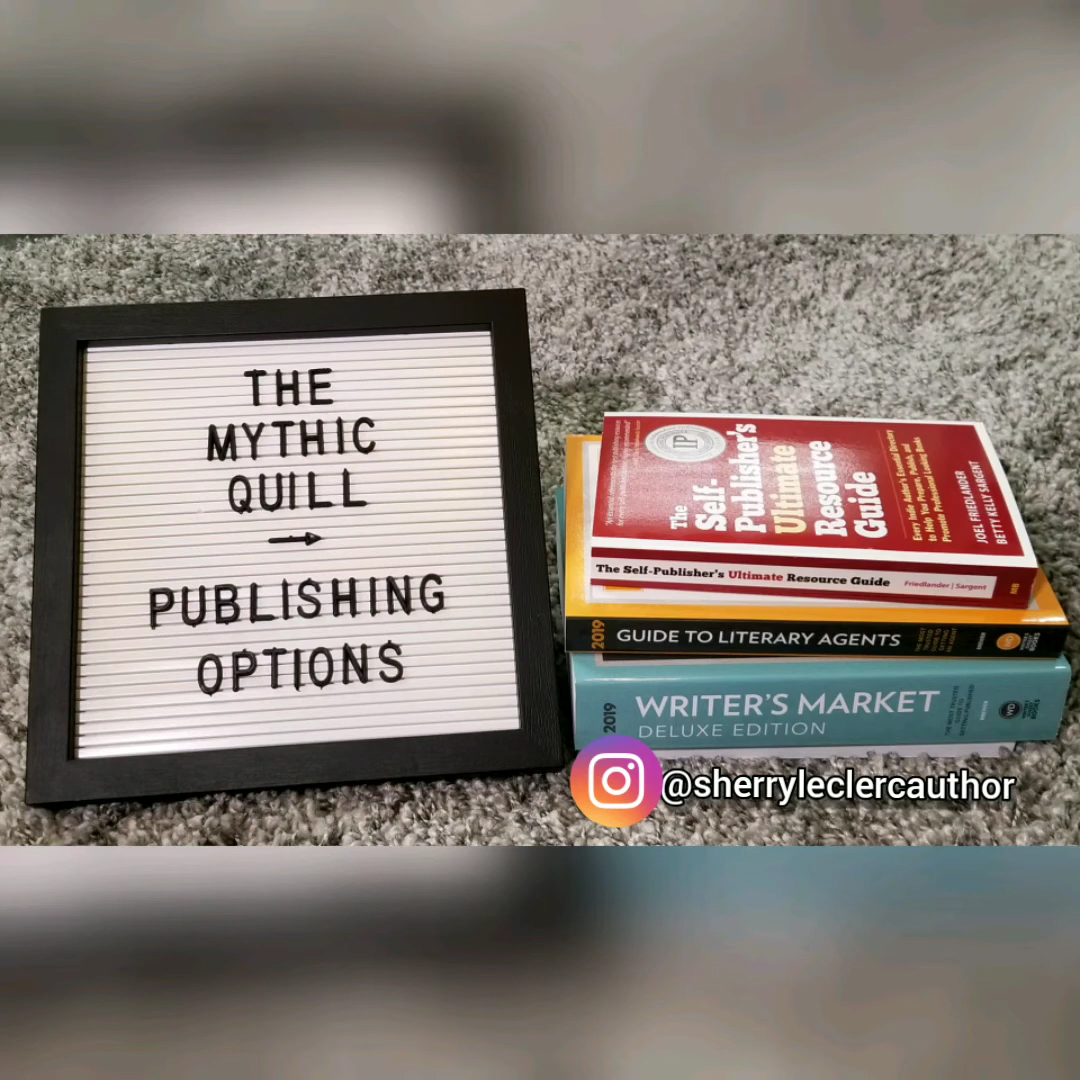 THE
MYTHIC
QUILL
→
PUBLISHING
OPTIONS
The
Self-
Publisher's
Ultimate
Resource
Guide
Every Indie Author's Essential Directory
to Help You Prepare, Publish, and
Promote Professional Looking Books
JOEL FRIEDLANDER
BETTY KELLY SARGENT
IP
The Self-Publisher's Ultimate Resource Guide Friedlander | Sargent
2019 GUIDE TO LITERARY AGENTS
2019 WRITER'S MARKET
DELUXE EDITION
WD
@sherryleclercauthor